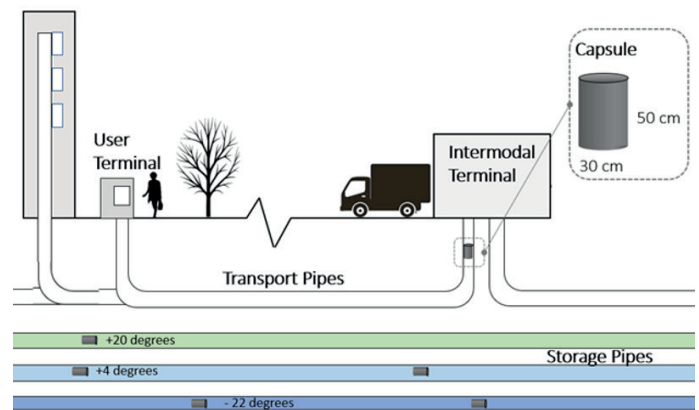 Capsule
50 cm
30 cm
User
Terminal
Intermodal
Terminal
Transport Pipes
+20 degrees
Storage Pipes
+4 degrees
- 22 degrees